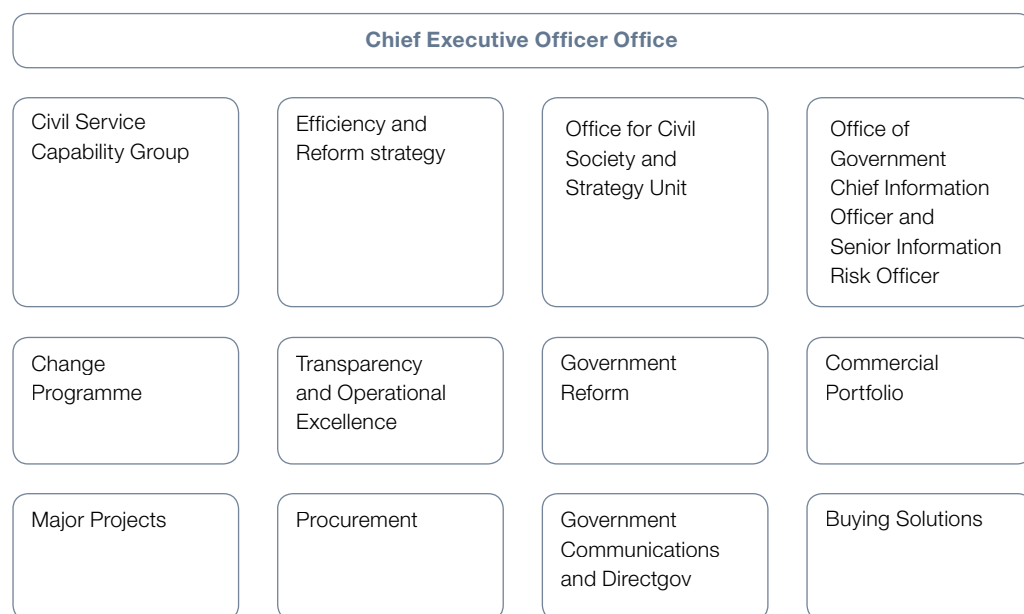 Chief Executive Officer Office
Civil Service
Capability Group
Efficiency and
Reform strategy
Office for Civil
Society and
Strategy Unit
Office of
Government
Chief Information
Officer and
Senior Information
Risk Officer
Change
Programme
Transparency
and Operational
Excellence
Government
Reform
Commercial
Portfolio
Major Projects
Procurement
Government
Communications
and Directgov
Buying Solutions